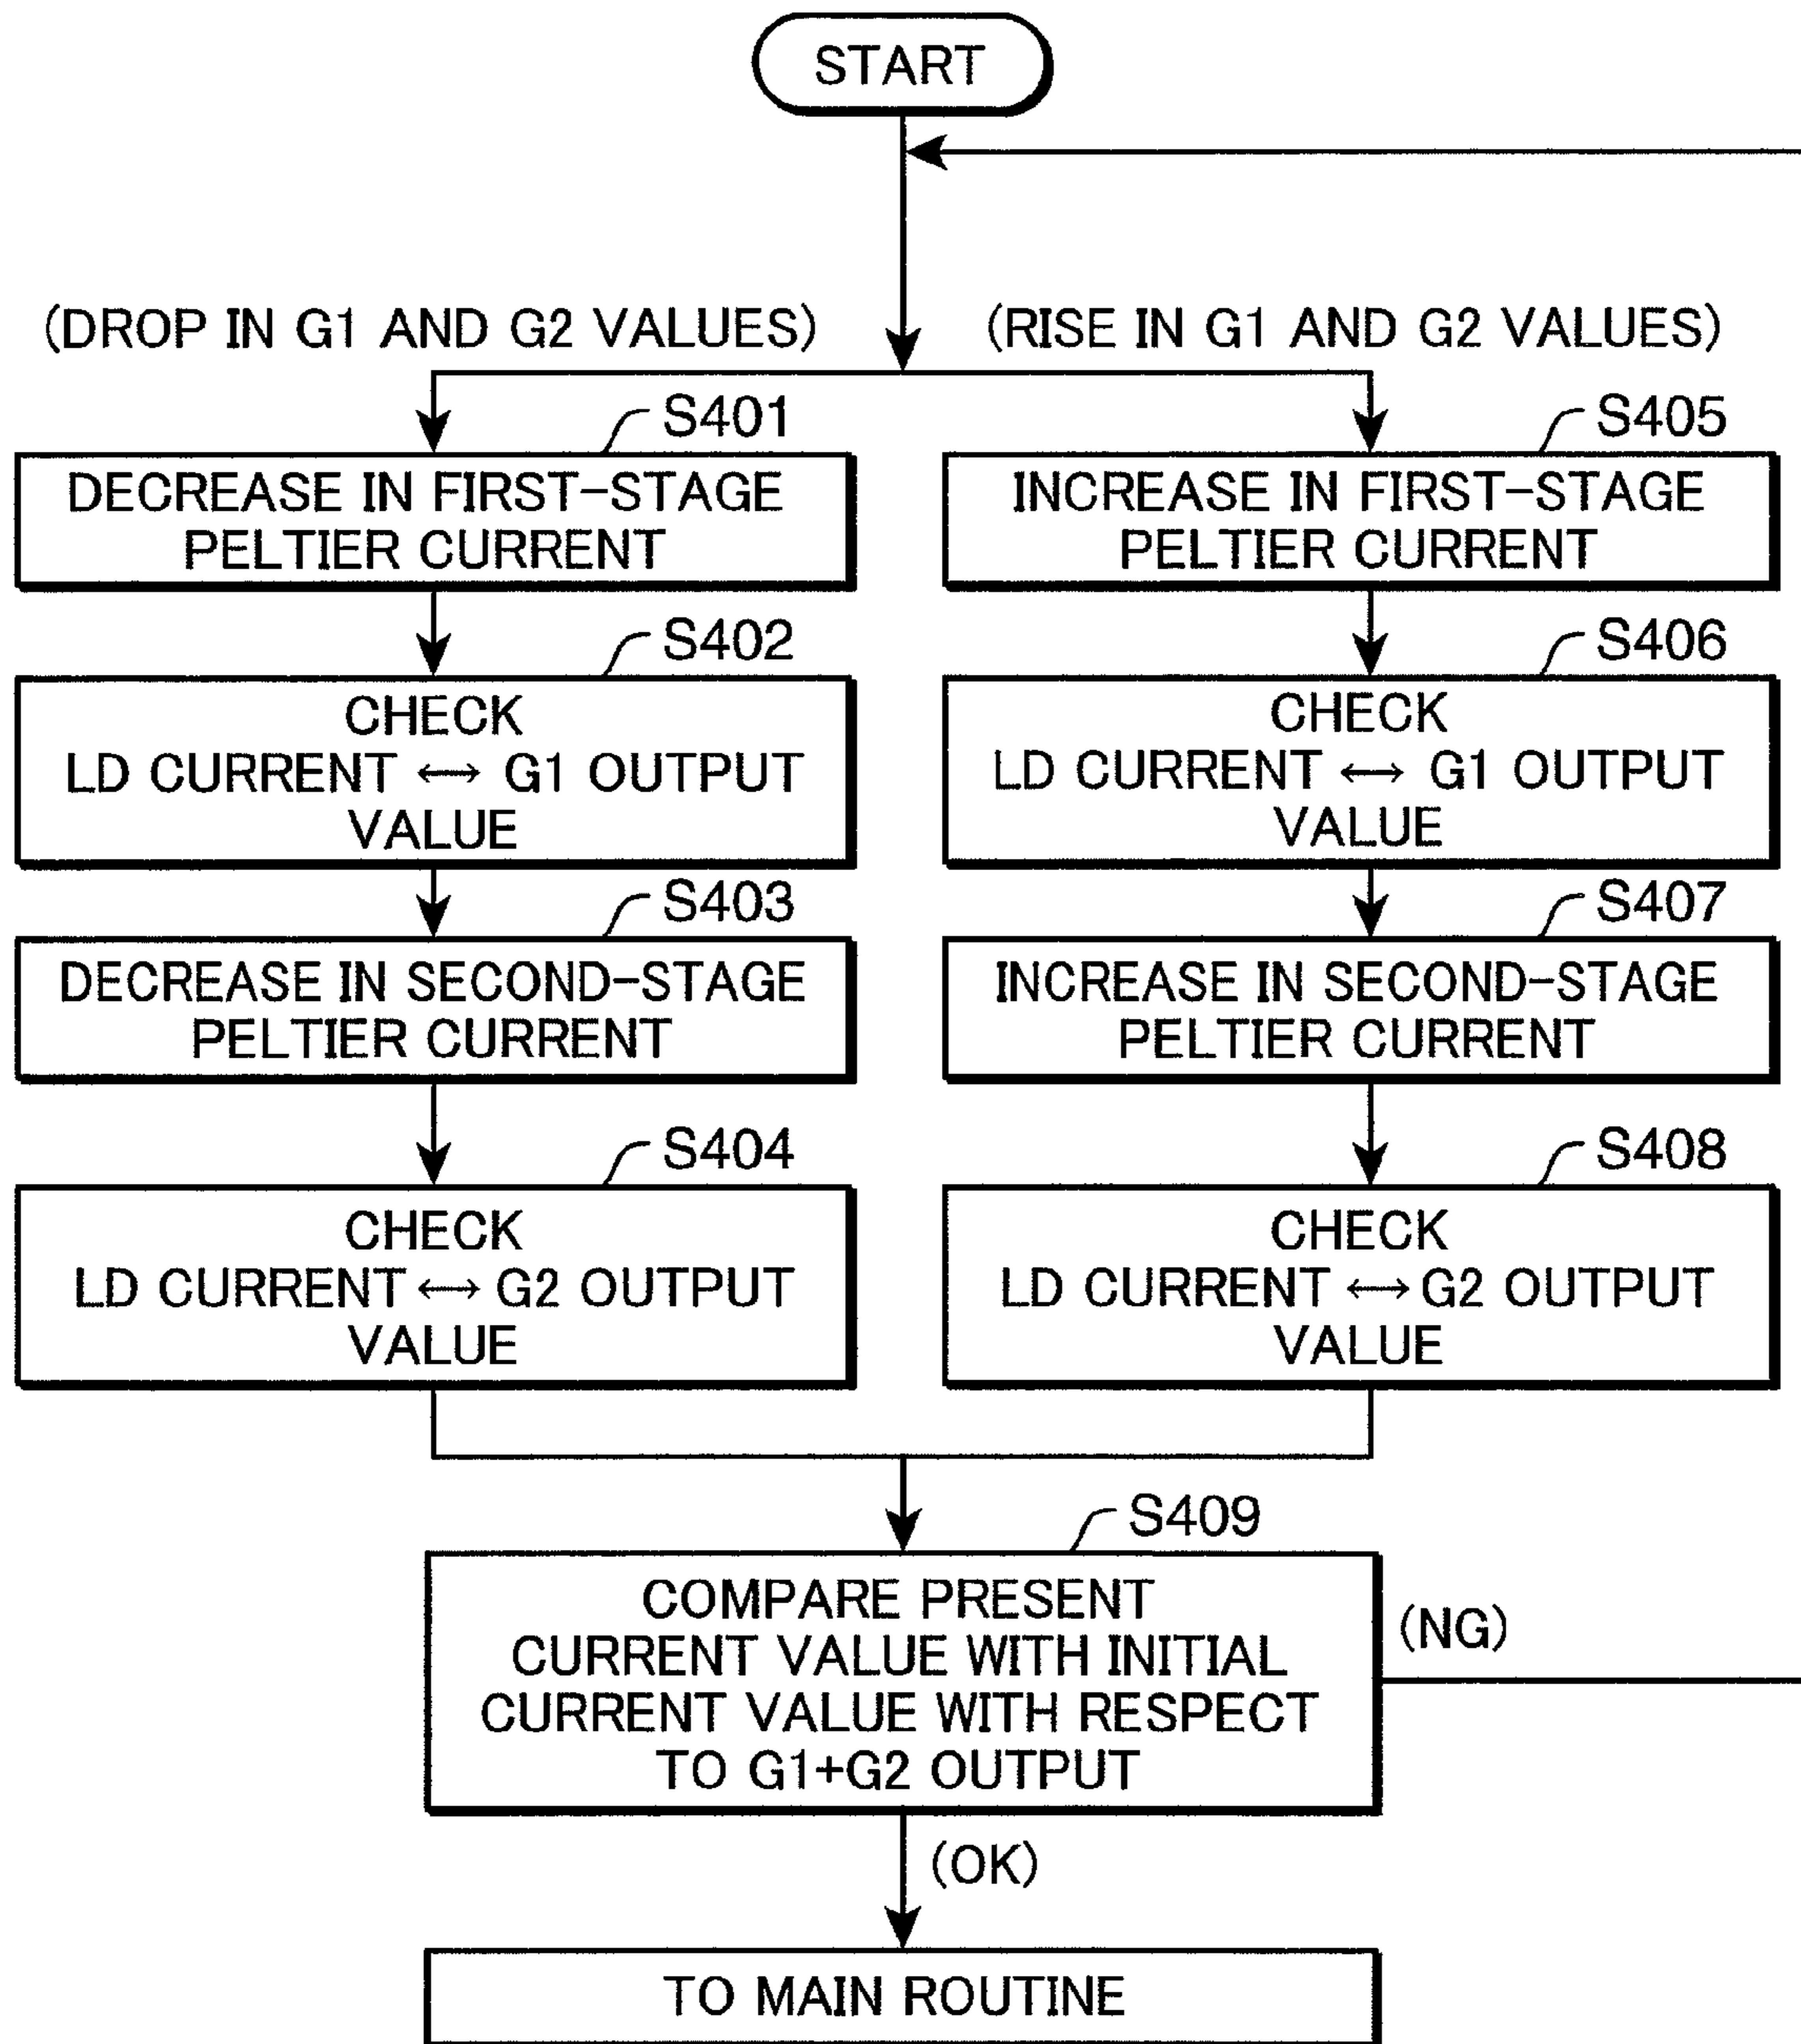 START
(DROP IN G1 AND G2 VALUES)
(RISE IN G1 AND G2 VALUES)
S401
DECREASE IN FIRST-STAGE
PELTIER CURRENT
S402
CHECK
LD CURRENT ↔ G1 OUTPUT
VALUE
S403
DECREASE IN SECOND-STAGE
PELTIER CURRENT
S404
CHECK
LD CURRENT ↔ G2 OUTPUT
VALUE
S405
INCREASE IN FIRST-STAGE
PELTIER CURRENT
S406
CHECK
LD CURRENT ↔ G1 OUTPUT
VALUE
S407
INCREASE IN SECOND-STAGE
PELTIER CURRENT
S408
CHECK
LD CURRENT ↔ G2 OUTPUT
VALUE
S409
COMPARE PRESENT
CURRENT VALUE WITH INITIAL
CURRENT VALUE WITH RESPECT
TO G1+G2 OUTPUT
(NG)
(OK)
TO MAIN ROUTINE